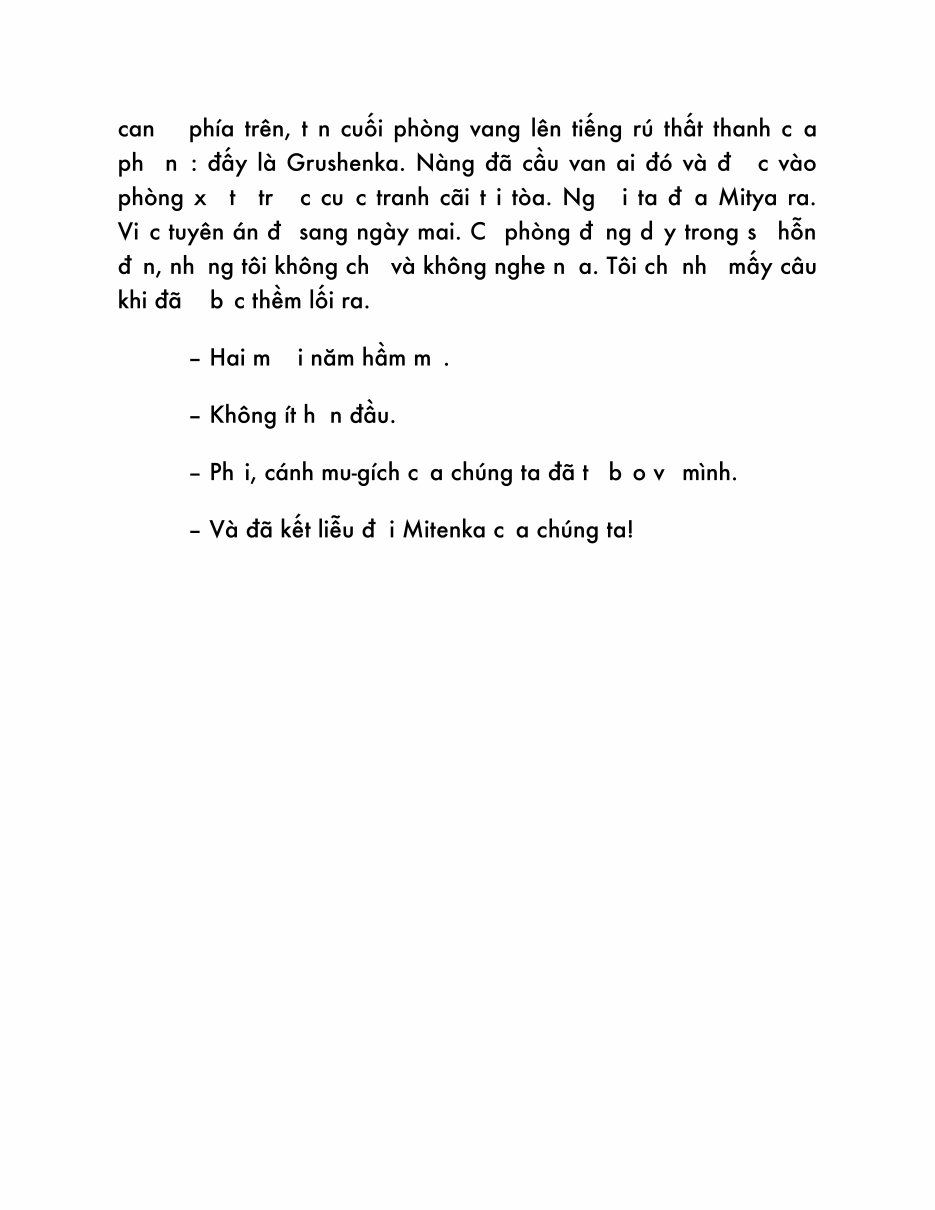 can phía trên, t n cuối phòng vang lên tiếng rú thất thanh c a
ph n : đấy là Grushenka. Nàng đã cầu van ai đó và đ c vào
phòng x t tr c cu c tranh cãi t i tòa. Ng i ta đ a Mitya ra.
Vi c tuyên án đ sang ngày mai. C phòng đ ng d y trong s hỗn
đ n, nh ng tôi không ch và không nghe n a. Tôi ch nh mấy câu
khi đã b c thềm lối ra.
– Hai m i năm hầm m .
– Không ít h n đầu.
– Ph i, cánh mu-gích c a chúng ta đã t b o v mình.
– Và đã kết liễu đ i Mitenka c a chúng ta!